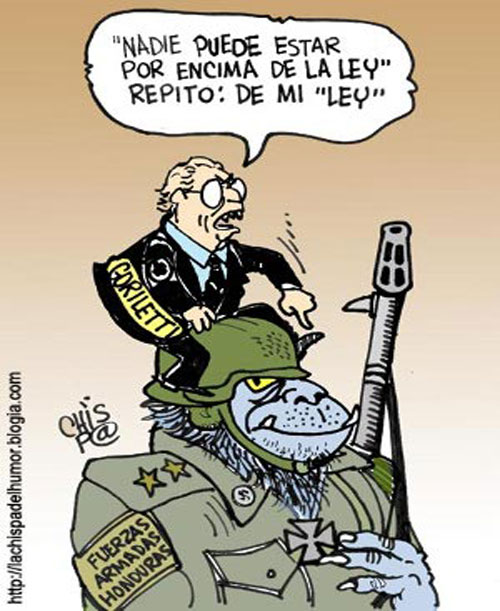 "NADIE PUEDE ESTAR
POR ENCIMA DE LA LEY"
REPITO: DE MI "LEY"
GORILETTI
CHIS
P@
FUERZAS
ARMADAS
HONDURAS
http://lachispadelhumor.blogia.com